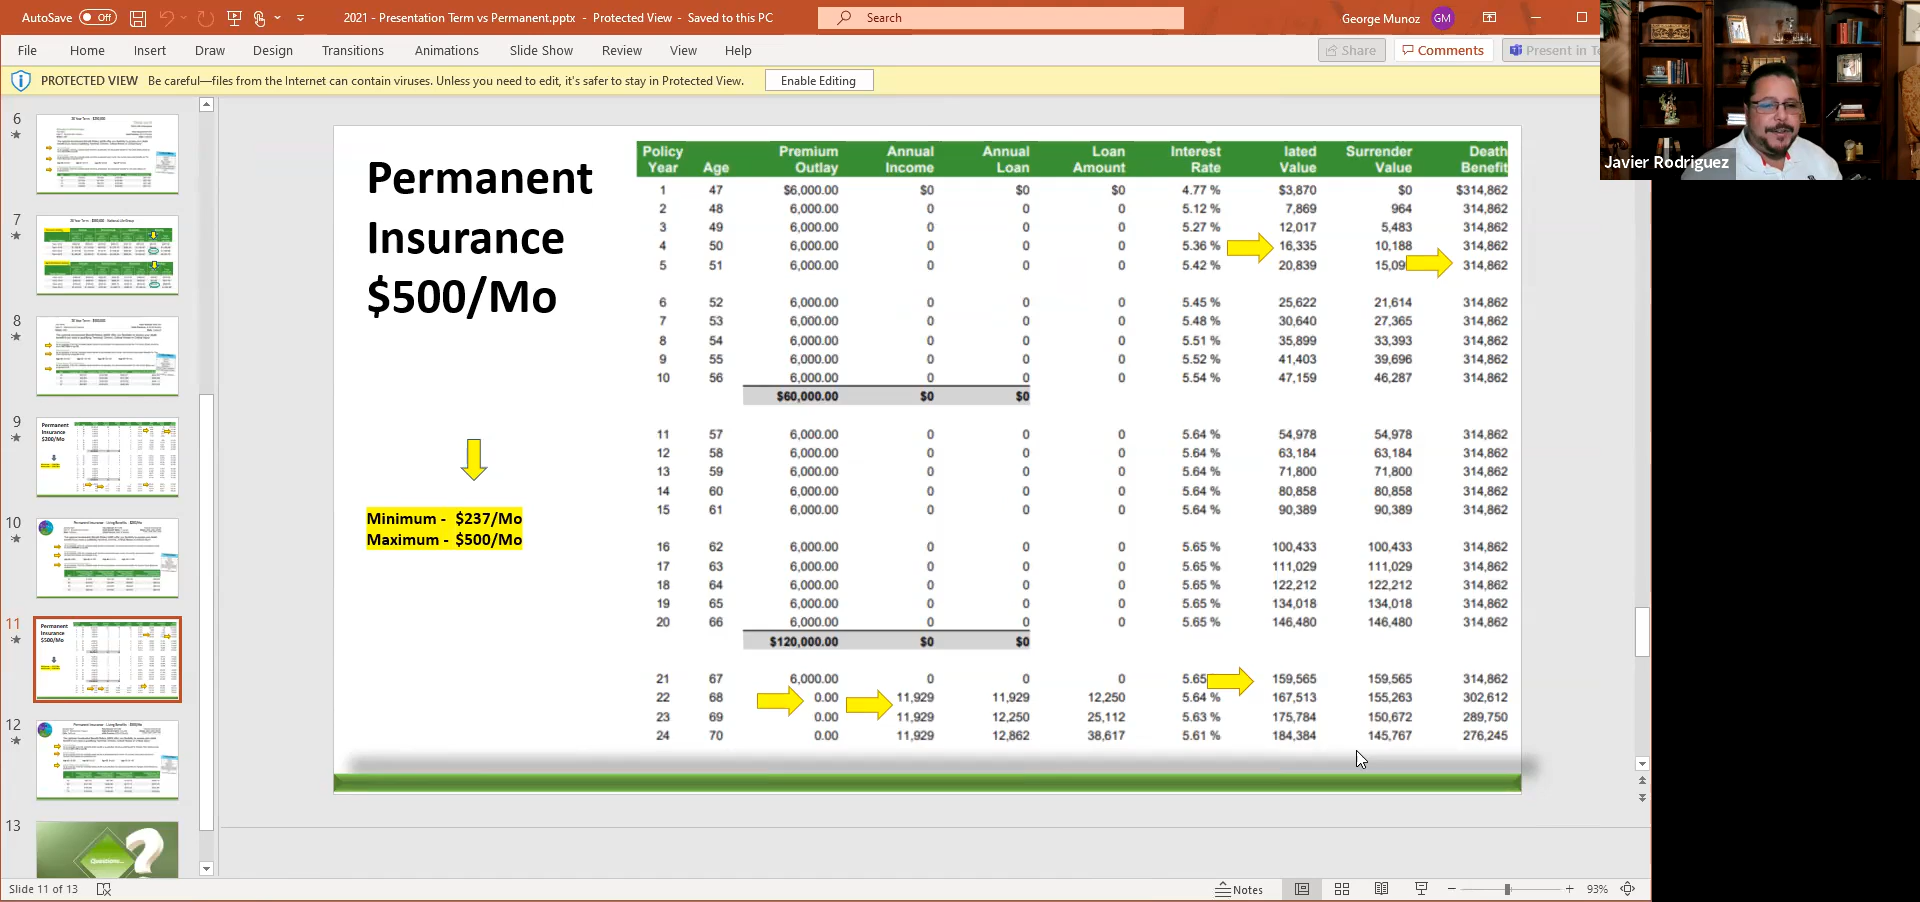 AutoSave Off 2021 - Presentation Term vs Permanent.pptx - Protected View - Saved to this PC Search George Munoz GM
File Home Insert Draw Design Transitions Animations Slide Show Review View Help Share Comments Present in Te
PROTECTED VIEW Be careful—files from the Internet can contain viruses. Unless you need to edit, it's safer to stay in Protected View. Enable Editing
Javier Rodriguez
6
7
8
9
Permanent
Insurance
$200/Mo
10
11
Permanent
Insurance
$500/Mo
12
13
Questions...
Permanent
Insurance
$500/Mo
Minimum - $237/Mo
Maximum - $500/Mo
Policy Premium Annual Annual Loan Interest lated Surrender Death
Year Age Outlay Income Loan Amount Rate Value Value Benefit
1 47 $6,000.00 $0 $0 $0 4.77 % $3,870 $0 $314,862
2 48 6,000.00 0 0 0 5.12 % 7,869 964 314,862
3 49 6,000.00 0 0 0 5.27 % 12,017 5,483 314,862
4 50 6,000.00 0 0 0 5.36 % 16,335 10,188 314,862
5 51 6,000.00 0 0 0 5.42 % 20,839 15,09 314,862
6 52 6,000.00 0 0 0 5.45 % 25,622 21,614 314,862
7 53 6,000.00 0 0 0 5.48 % 30,640 27,365 314,862
8 54 6,000.00 0 0 0 5.51 % 35,899 33,393 314,862
9 55 6,000.00 0 0 0 5.52 % 41,403 39,696 314,862
10 56 6,000.00 0 0 0 5.54 % 47,159 46,287 314,862
$60,000.00 $0 $0
11 57 6,000.00 0 0 0 5.64 % 54,978 54,978 314,862
12 58 6,000.00 0 0 0 5.64 % 63,184 63,184 314,862
13 59 6,000.00 0 0 0 5.64 % 71,800 71,800 314,862
14 60 6,000.00 0 0 0 5.64 % 80,858 80,858 314,862
15 61 6,000.00 0 0 0 5.64 % 90,389 90,389 314,862
16 62 6,000.00 0 0 0 5.65 % 100,433 100,433 314,862
17 63 6,000.00 0 0 0 5.65 % 111,029 111,029 314,862
18 64 6,000.00 0 0 0 5.65 % 122,212 122,212 314,862
19 65 6,000.00 0 0 0 5.65 % 134,018 134,018 314,862
20 66 6,000.00 0 0 0 5.65 % 146,480 146,480 314,862
$120,000.00 $0 $0
21 67 6,000.00 0 0 0 5.65 159,565 159,565 314,862
22 68 0.00 11,929 11,929 12,250 5.64 % 167,513 155,263 302,612
23 69 0.00 11,929 12,250 25,112 5.63 % 175,784 150,672 289,750
24 70 0.00 11,929 12,862 38,617 5.61 % 184,384 145,767 276,245
Slide 11 of 13 Notes 93%